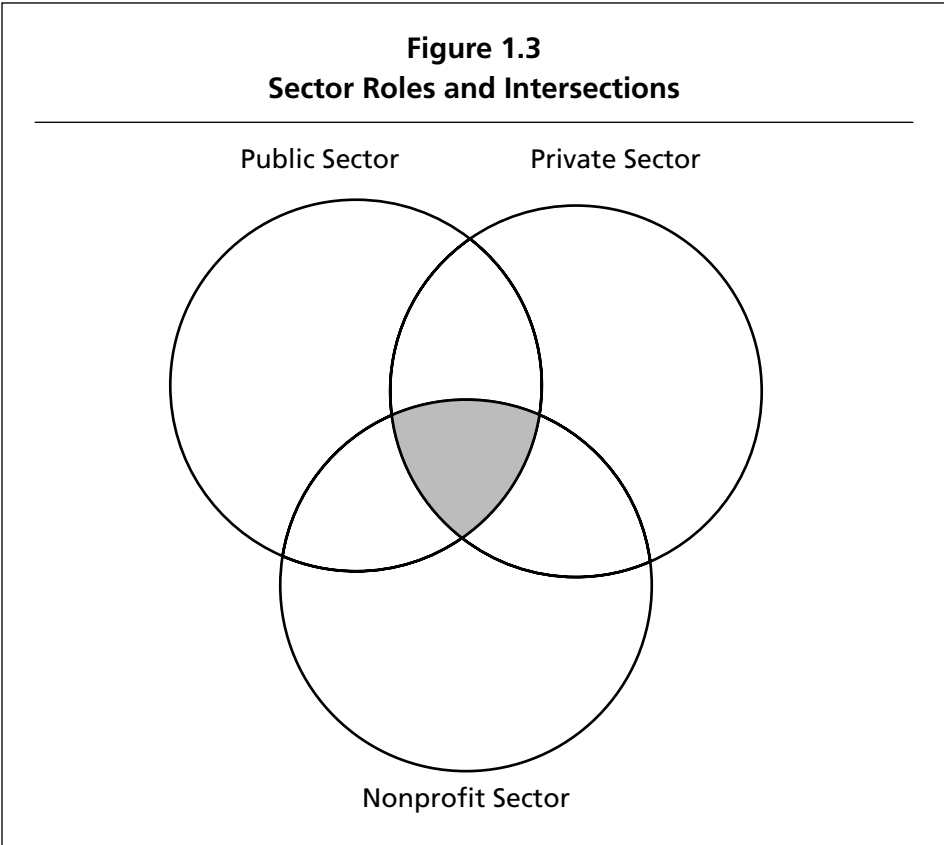 Figure 1.3
Sector Roles and Intersections
Public Sector
Private Sector
Nonprofit Sector